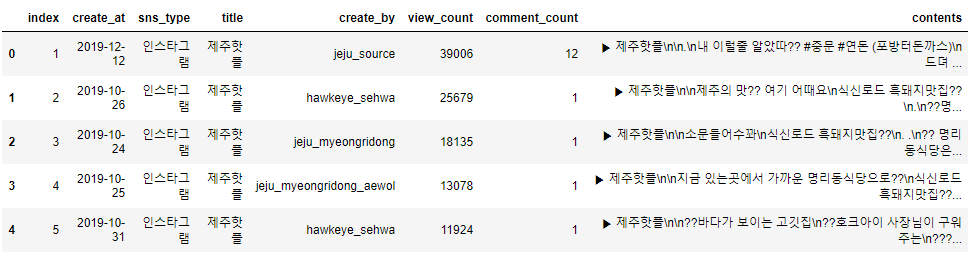 index create_at sns_type title create_by view_count comment_count contents
0 1 2019-12-12 인스타그램 제주핫플 jeju_source 39006 12 ▶ 제주핫플\n\n.\n내 이럴줄 알았따?? #중문 #연돈 (포방터돈까스)\n드뎌 ...
1 2 2019-10-26 인스타그램 제주핫플 hawkeye_sehwa 25679 1 ▶ 제주핫플\n\n제주의 맛?? 여기 어때요\n식신로드 흑돼지맛집??\n.\n??명...
2 3 2019-10-24 인스타그램 제주핫플 jeju_myeongridong 18135 1 ▶ 제주핫플\n\n소문들어수꽈\n식신로드 흑돼지맛집??\n. .\n?? 명리동식당은...
3 4 2019-10-25 인스타그램 제주핫플 jeju_myeongridong_aewol 13078 1 ▶ 제주핫플\n\n지금 있는곳에서 가까운 명리동식당으로??\n식신로드 흑돼지맛집??...
4 5 2019-10-31 인스타그램 제주핫플 hawkeye_sehwa 11924 1 ▶ 제주핫플\n\n??바다가 보이는 고깃집\n??호크아이 사장님이 구워주는\n???...